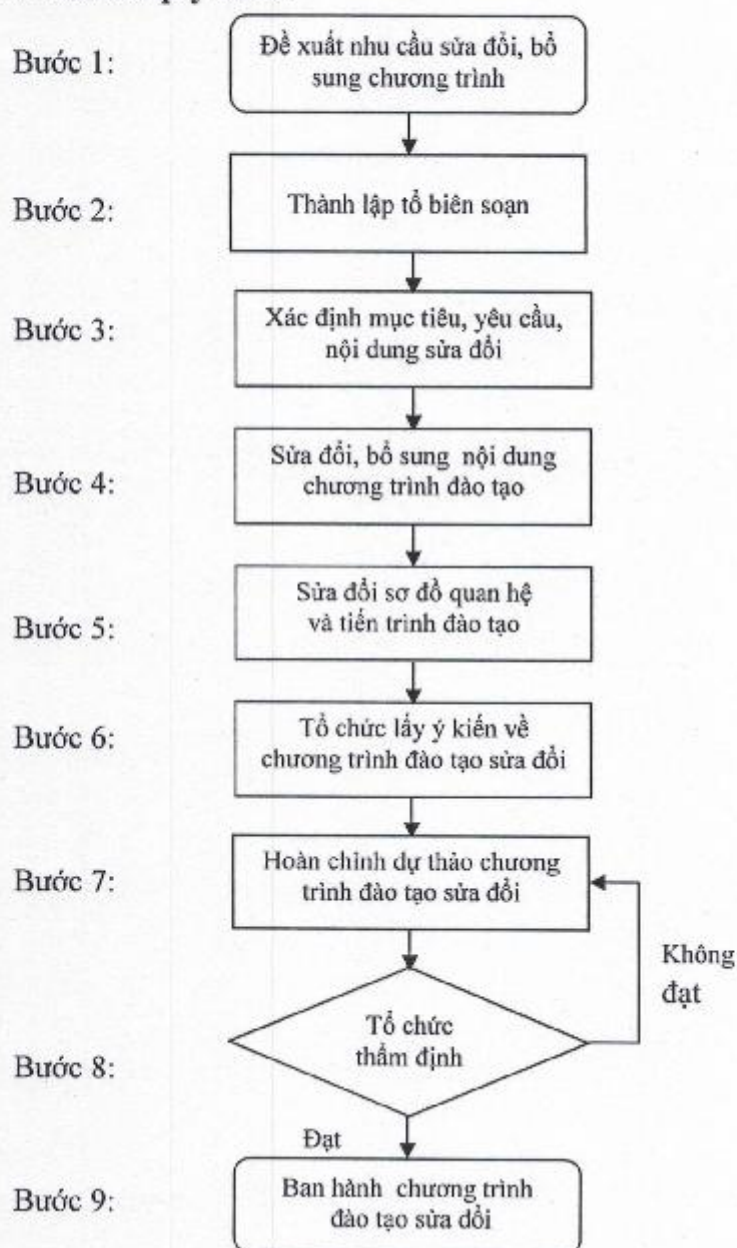 Bước 1:
Đề xuất nhu cầu sửa đổi, bổ
sung chương trình
Bước 2:
Thành lập tổ biên soạn
Bước 3:
Xác định mục tiêu, yêu cầu,
nội dung sửa đổi
Bước 4:
Sửa đổi, bổ sung nội dung
chương trình đào tạo
Bước 5:
Sửa đổi sơ đồ quan hệ
và tiến trình đào tạo
Bước 6:
Tổ chức lấy ý kiến về
chương trình đào tạo sửa đổi
Bước 7:
Hoàn chỉnh dự thảo chương
trình đào tạo sửa đổi
Không
đạt
Bước 8:
Tổ chức
thẩm định
Đạt
Bước 9:
Ban hành chương trình
đào tạo sửa đổi